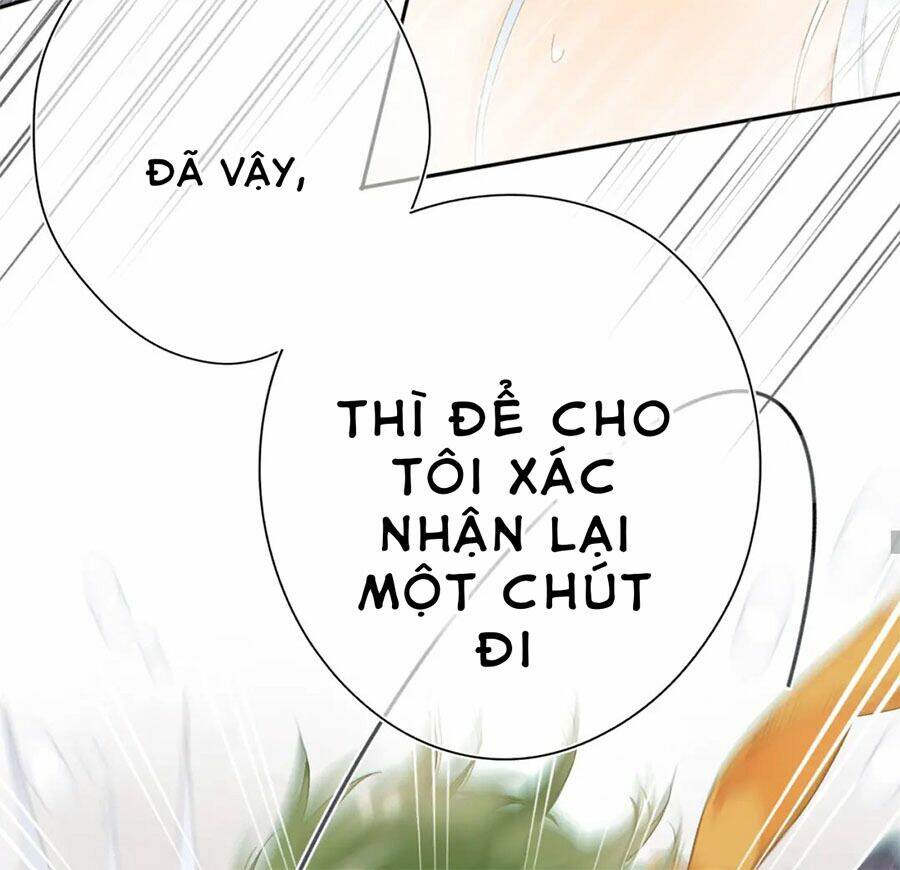 ĐÃ VẬY,
THÌ ĐỂ CHO
TÔI XÁC
NHẬN LẠI
MỘT CHÚT
ĐI